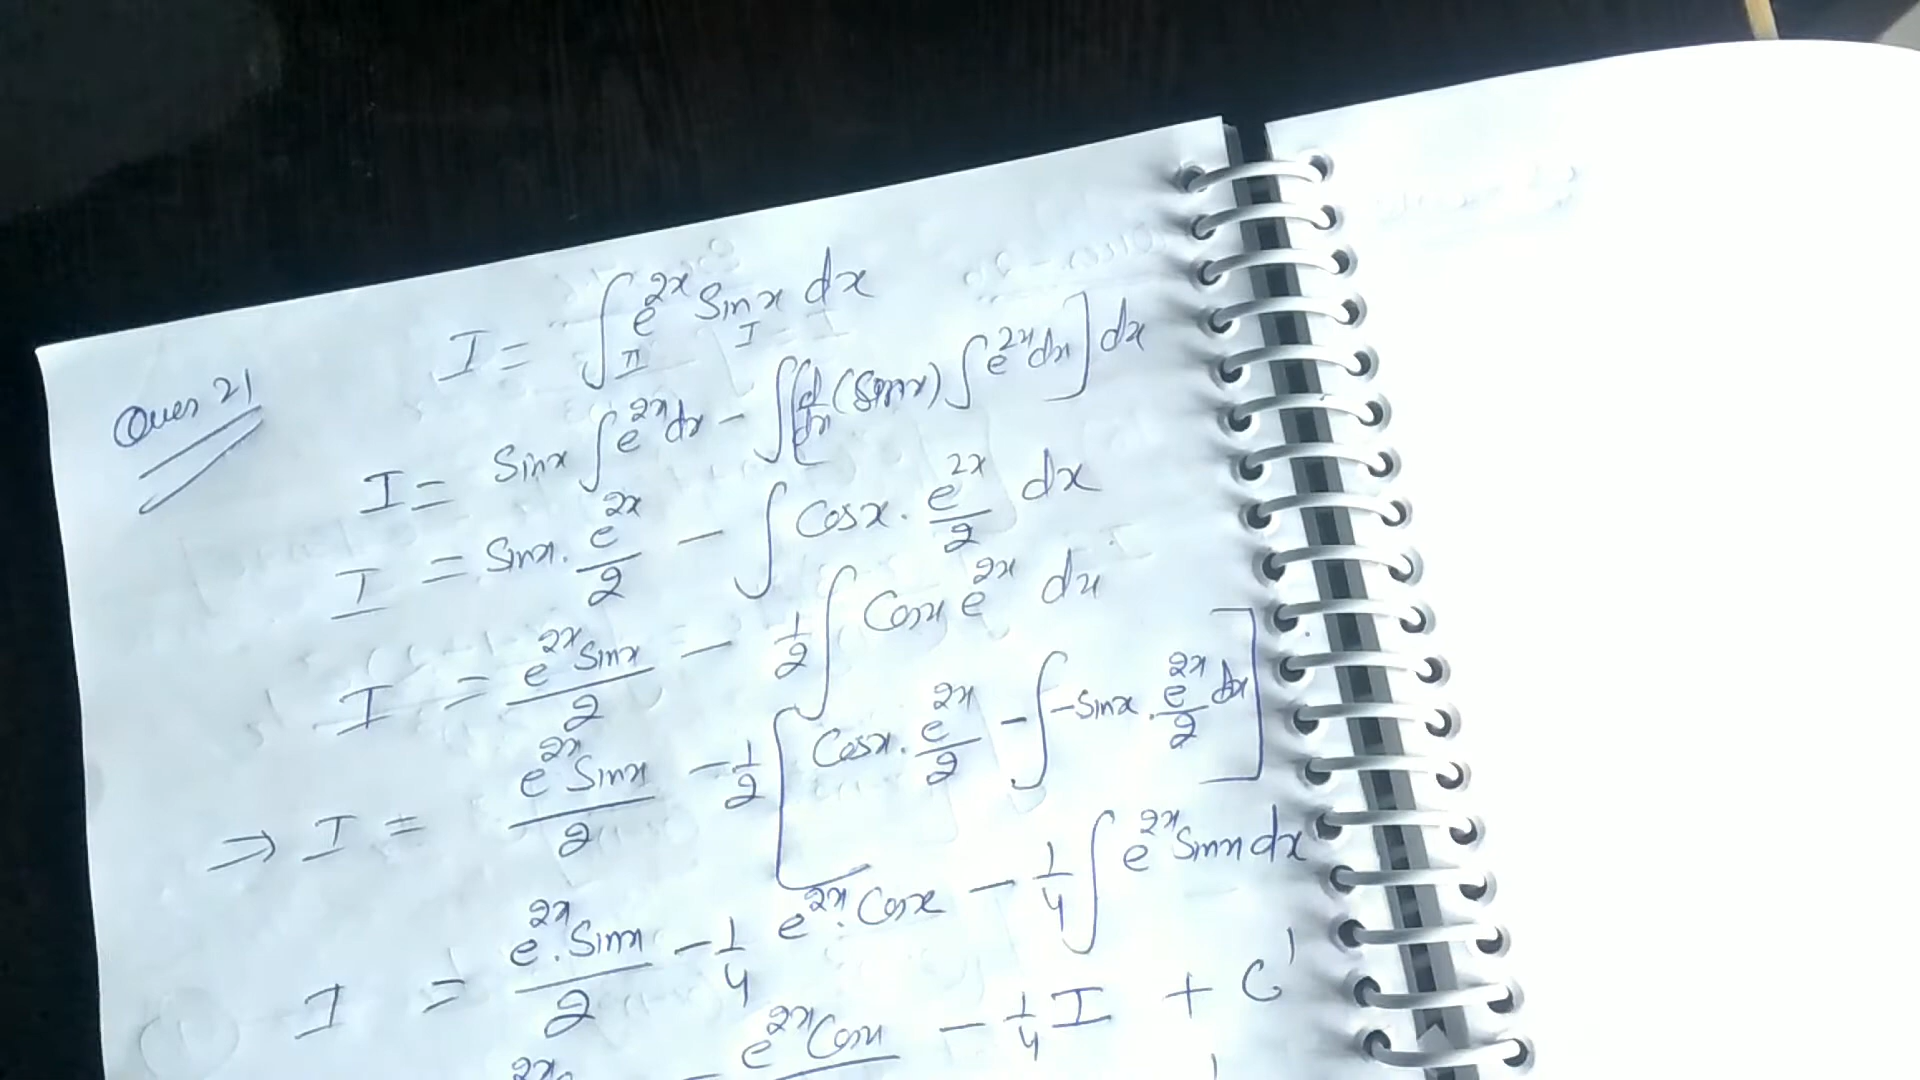 Ques 21
I = ∫ e^{2x} Sin x dx
II I
I = Sinx ∫ e^{2x} dx - ∫ [ d/dx (Sinx) ∫ e^{2x} dx ] dx
I = Sinx. e^{2x}/2 - ∫ Cosx. e^{2x}/2 dx
I = e^{2x} Sinx/2 - 1/2 ∫ Cosx e^{2x} dx
⇒ I = e^{2x} Sinx/2 - 1/2 [ Cosx. e^{2x}/2 - ∫ -Sinx. e^{2x}/2 dx ]
I = e^{2x}. Sinx/2 - 1/4 e^{2x}. Cosx - 1/4 ∫ e^{2x} Sinx dx
- e^{2x} Cosx - 1/4 I + C'